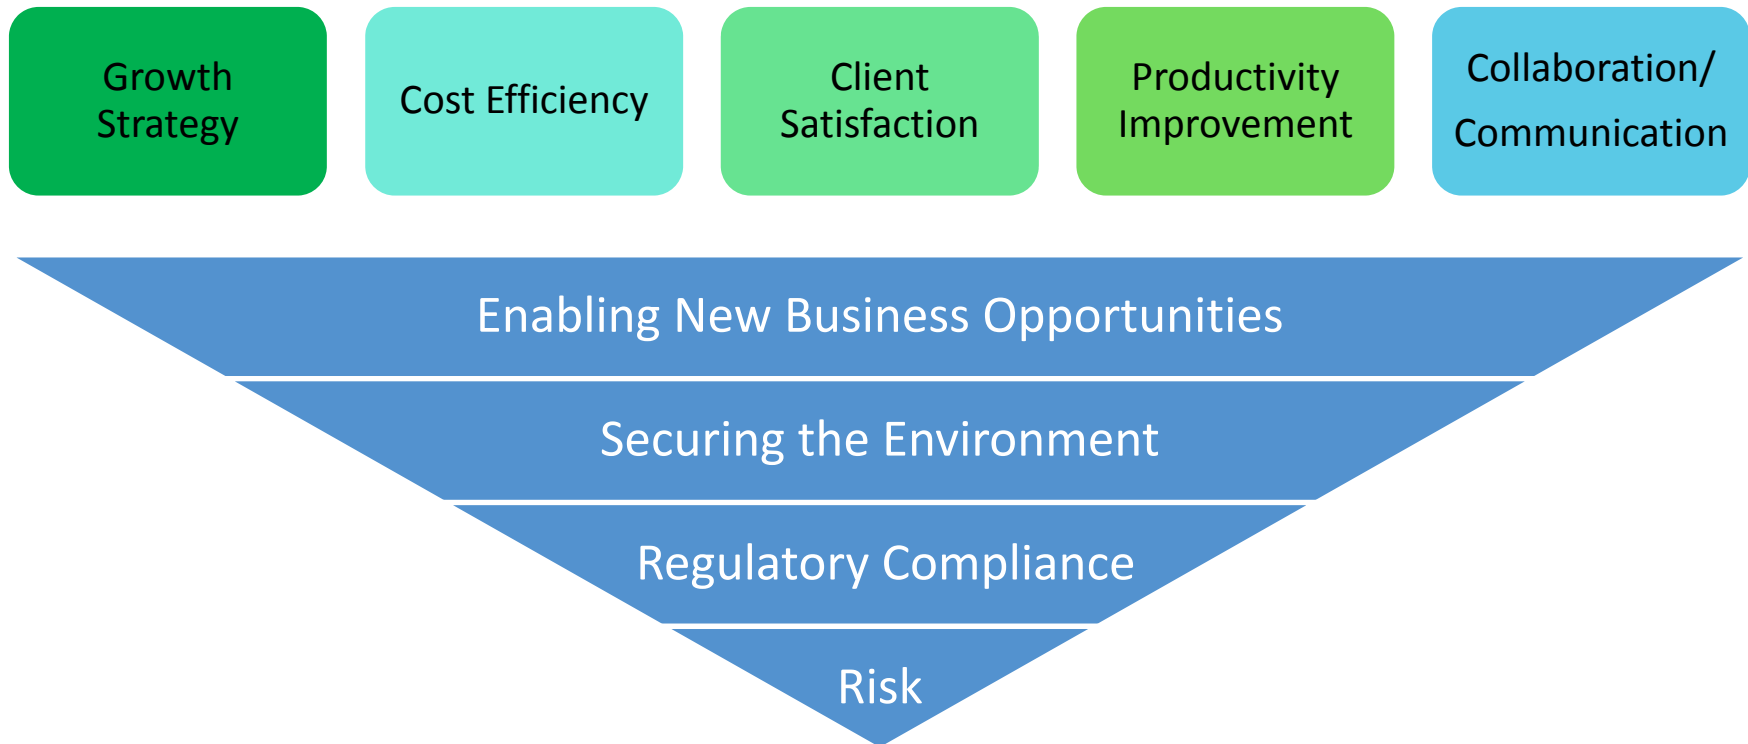 Growth
Strategy
Cost Efficiency
Client
Satisfaction
Productivity
Improvement
Collaboration/
Communication
Enabling New Business Opportunities
Securing the Environment
Regulatory Compliance
Risk